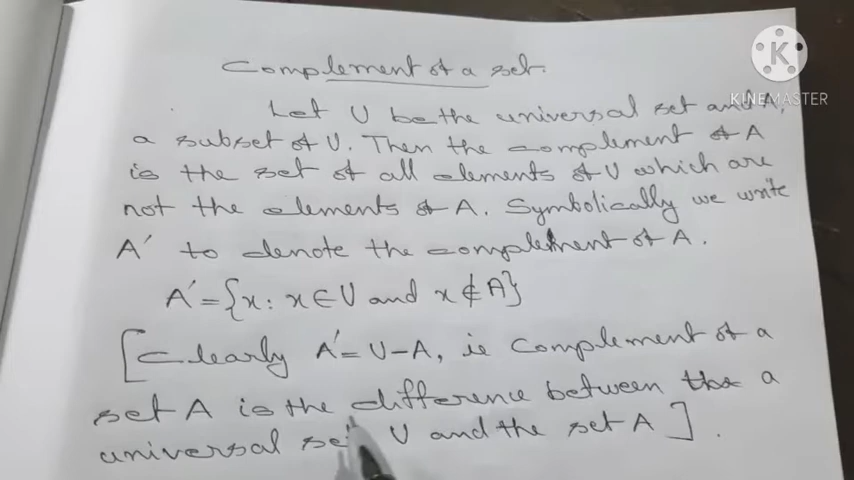 Complement of a set.
KINEMASTER
Let U be the universal set and A,
a subset of U. Then the complement of A
is the set of all elements of U which are
not the elements of A. Symbolically we write
A' to denote the complement of A.
A' = {x : x ∈ U and x ∉ A}
[Clearly A' = U - A, ie complement of a
set A is the difference between a
universal set U and the set A].